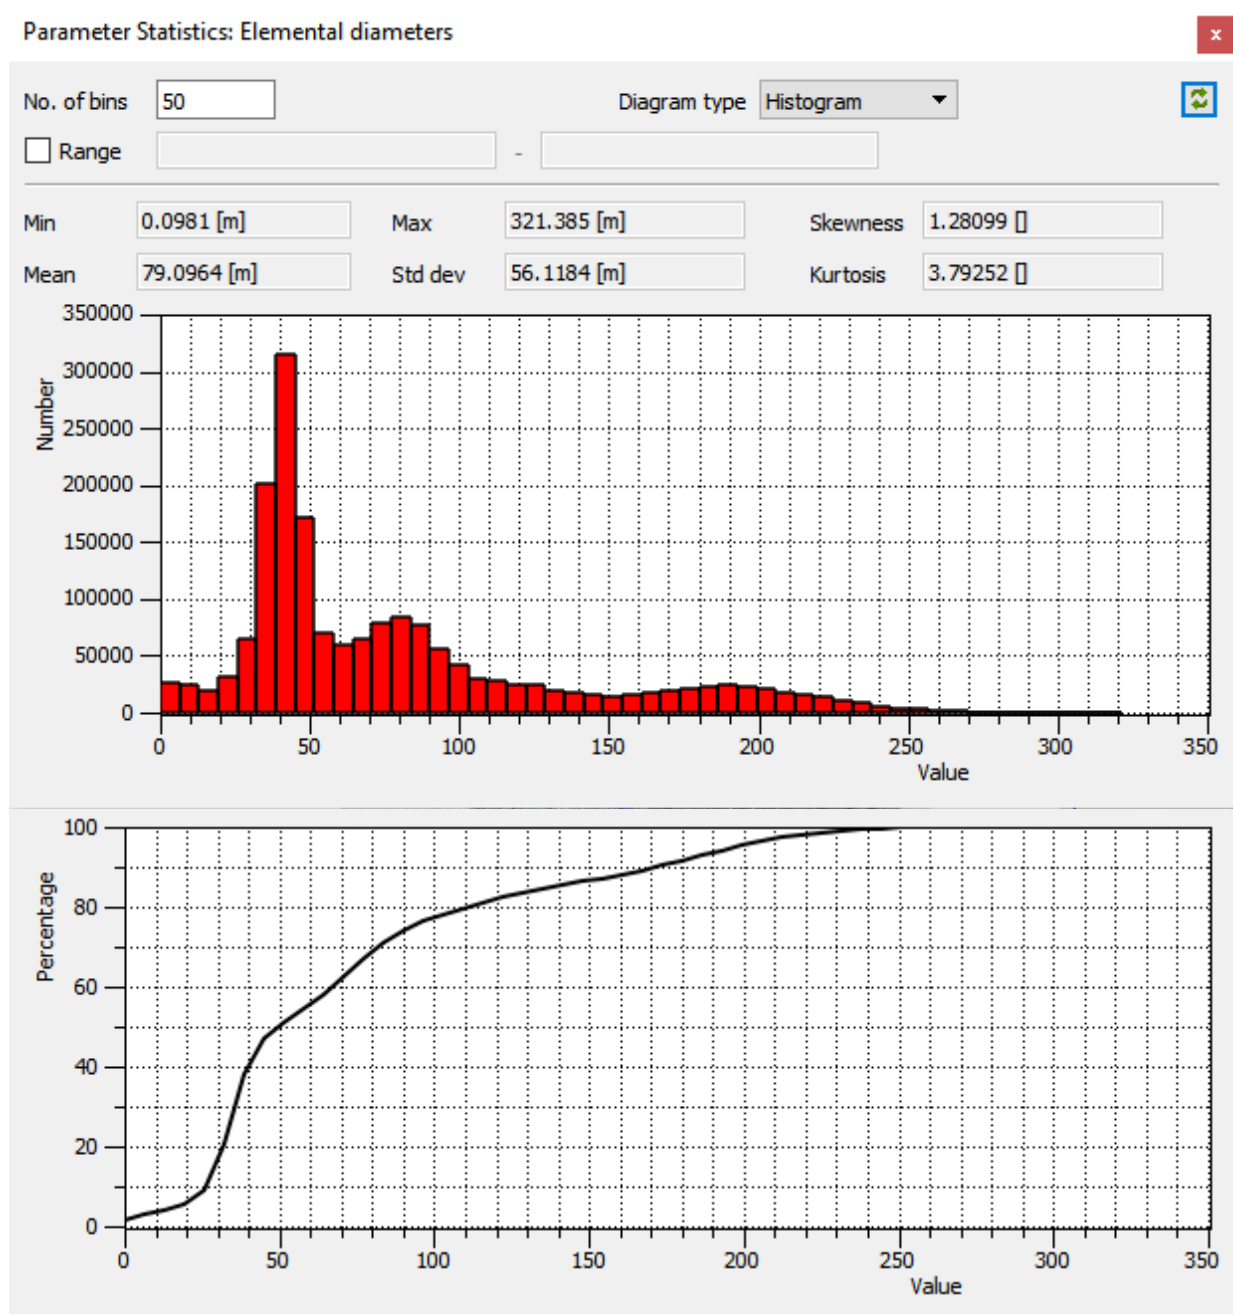 Parameter Statistics: Elemental diameters x
No. of bins 50 Diagram type Histogram
Range -
Min 0.0981 [m] Max 321.385 [m] Skewness 1.28099 []
Mean 79.0964 [m] Std dev 56.1184 [m] Kurtosis 3.79252 []
350000
300000
250000
200000
150000
100000
50000
0
Number
0 50 100 150 200 250 300 350
Value
100
80
60
40
20
0
Percentage
0 50 100 150 200 250 300 350
Value